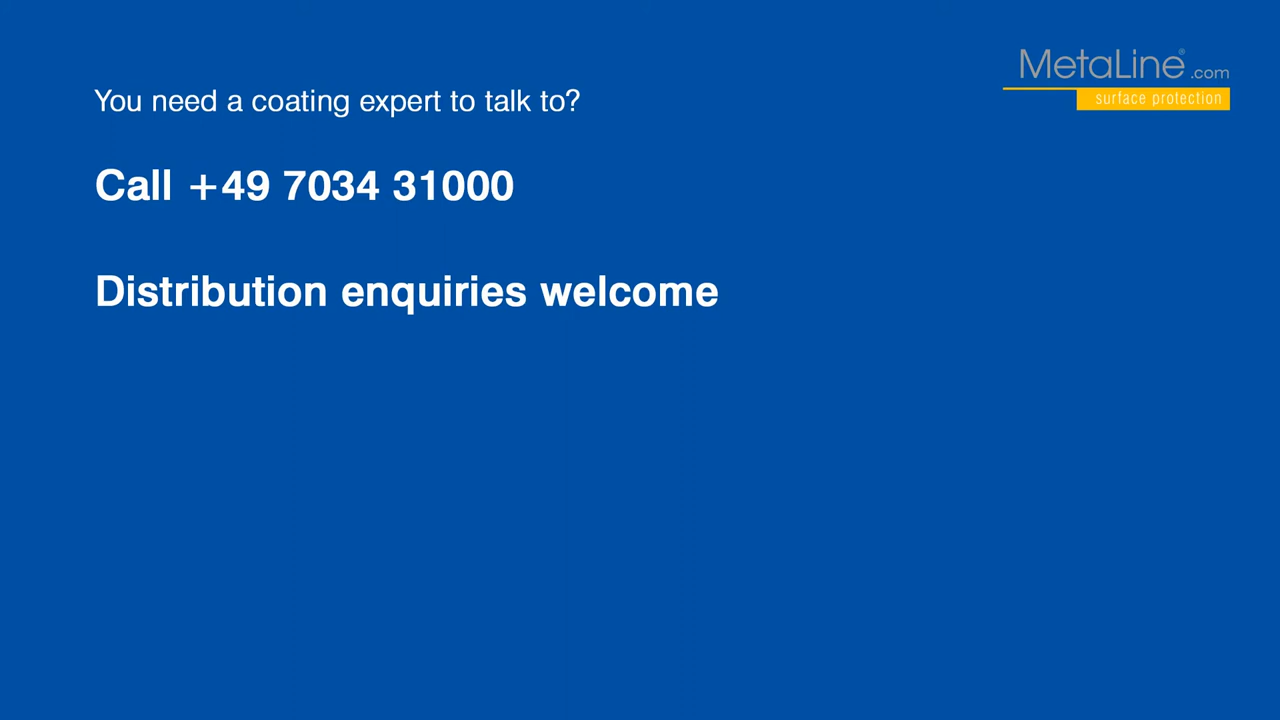 MetaLine®.com
surface protection
You need a coating expert to talk to?
Call +49 7034 31000
Distribution enquiries welcome